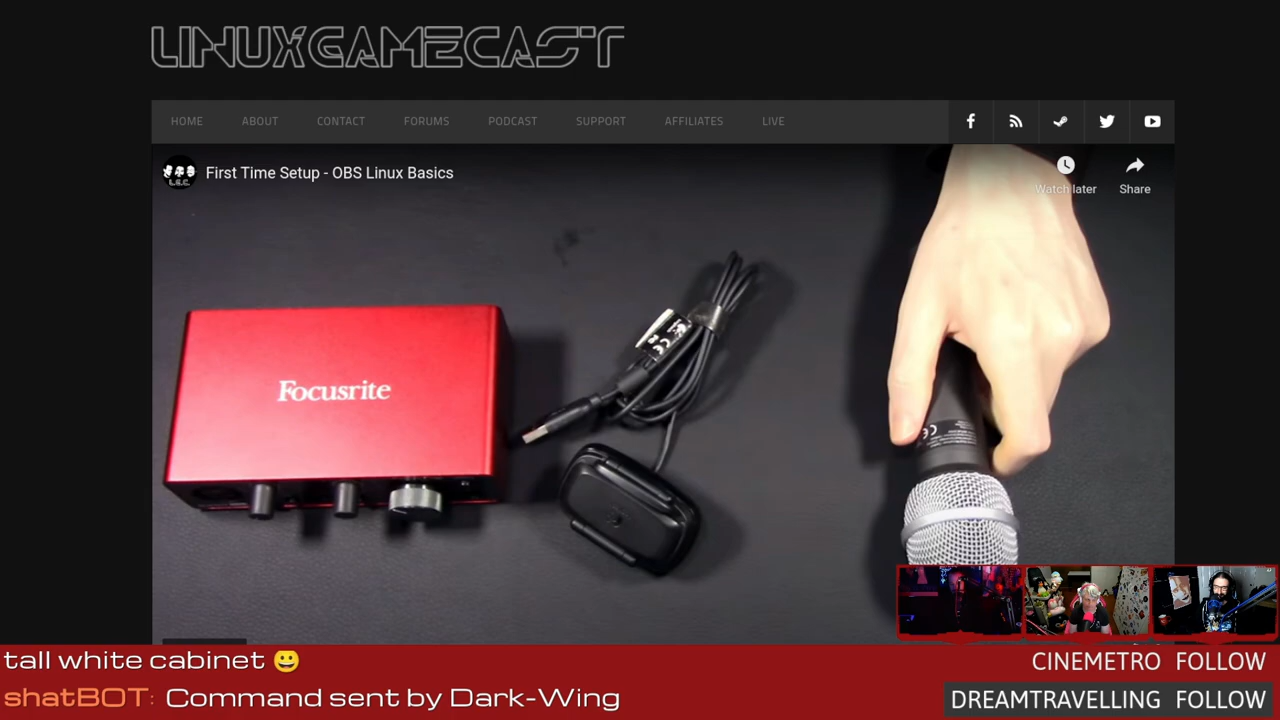 LINUXGAMECAST
HOME ABOUT CONTACT FORUMS PODCAST SUPPORT AFFILIATES LIVE
First Time Setup - OBS Linux Basics
Watch later Share
Focusrite
tall white cabinet 😀
CINEMETRO FOLLOW
shatBOT: Command sent by Dark-Wing
DREAMTRAVELLING FOLLOW